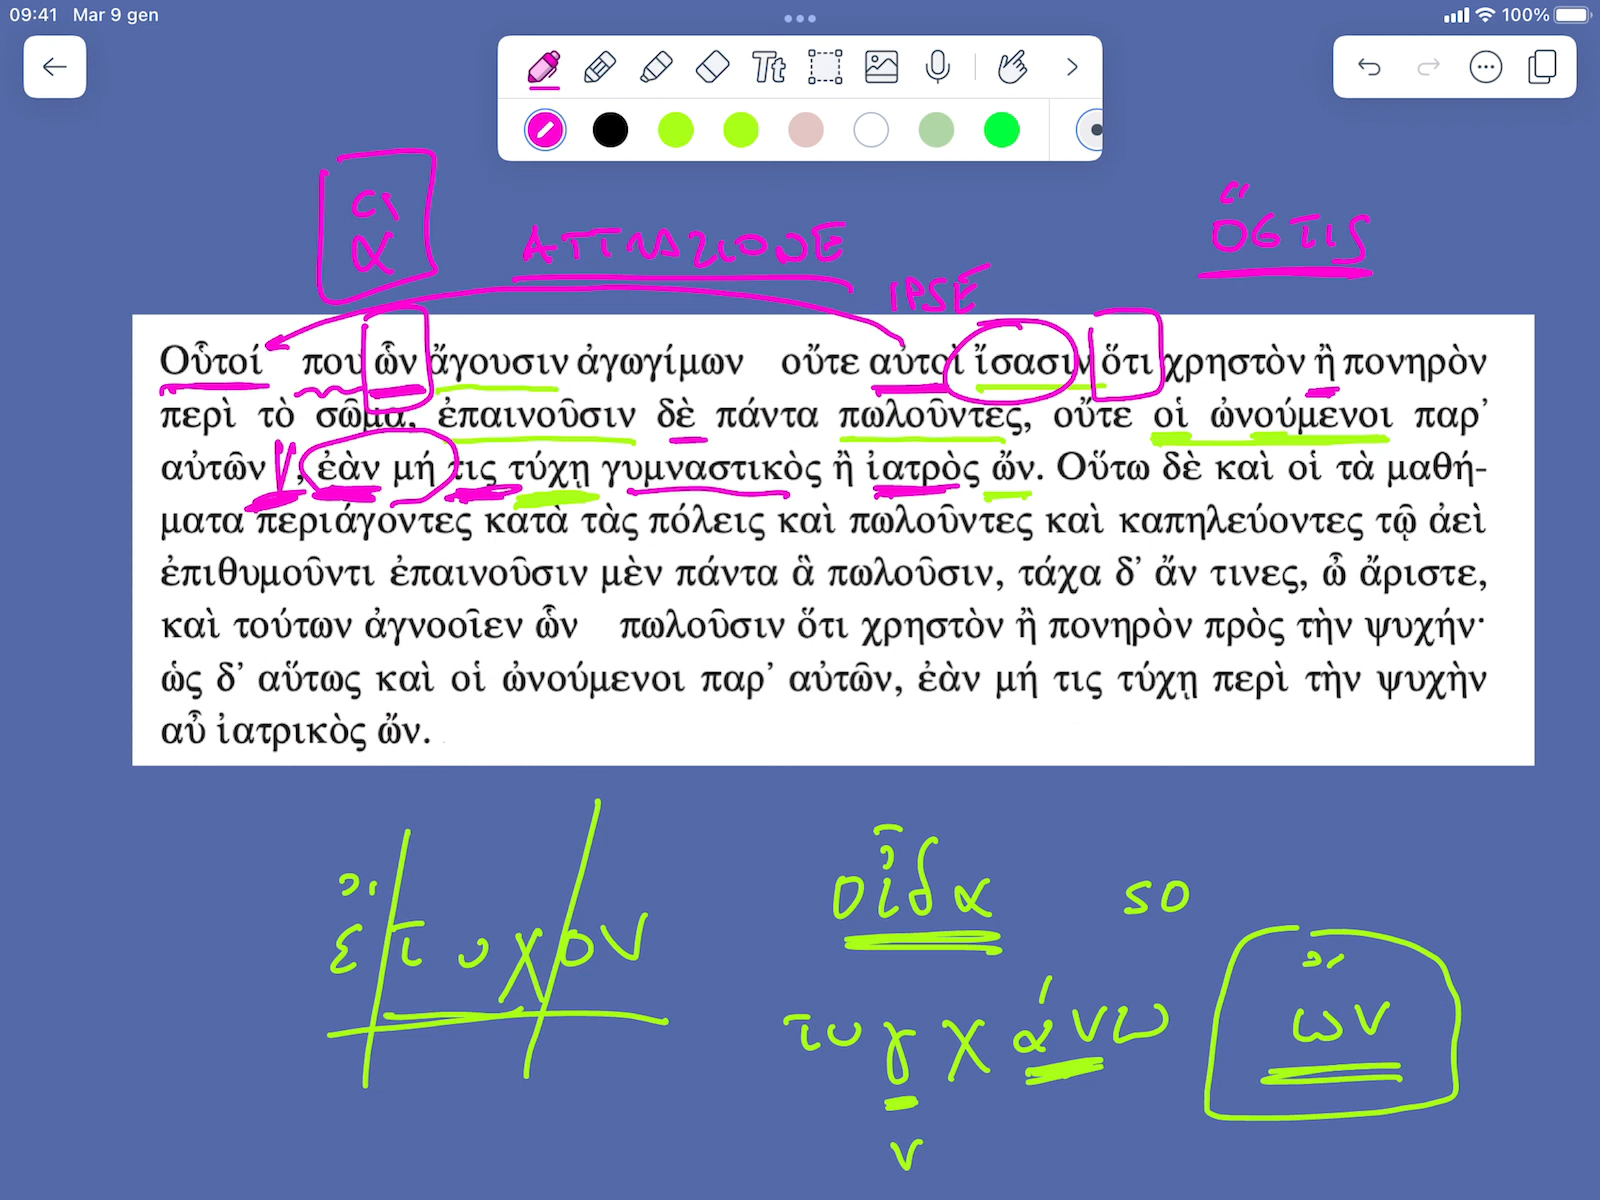 09:41 Mar 9 gen
100%
Tt
ἅ
ATTRAZIONE
ὅστις
IPSE
Οὗτοί που ὧν ἄγουσιν ἀγωγίμων οὔτε αὐτοὶ ἴσασιν ὅτι χρηστὸν ἢ πονηρὸν
περὶ τὸ σῶμα, ἐπαινοῦσιν δὲ πάντα πωλοῦντες, οὔτε οἱ ὠνούμενοι παρ’
αὐτῶν, ἐὰν μή τις τύχῃ γυμναστικὸς ἢ ἰατρὸς ὤν. Οὕτω δὲ καὶ οἱ τὰ μαθή-
ματα περιάγοντες κατὰ τὰς πόλεις καὶ πωλοῦντες καὶ καπηλεύοντες τῷ ἀεὶ
ἐπιθυμοῦντι ἐπαινοῦσιν μὲν πάντα ἃ πωλοῦσιν, τάχα δ’ ἄν τινες, ὦ ἄριστε,
καὶ τούτων ἀγνοοῖεν ὧν πωλοῦσιν ὅτι χρηστὸν ἢ πονηρὸν πρὸς τὴν ψυχήν·
ὡς δ’ αὕτως καὶ οἱ ὠνούμενοι παρ’ αὐτῶν, ἐὰν μή τις τύχῃ περὶ τὴν ψυχὴν
αὖ ἰατρικὸς ὤν.
οἶδα so
ἔτυχον
τυγχάνω ὤν
ν